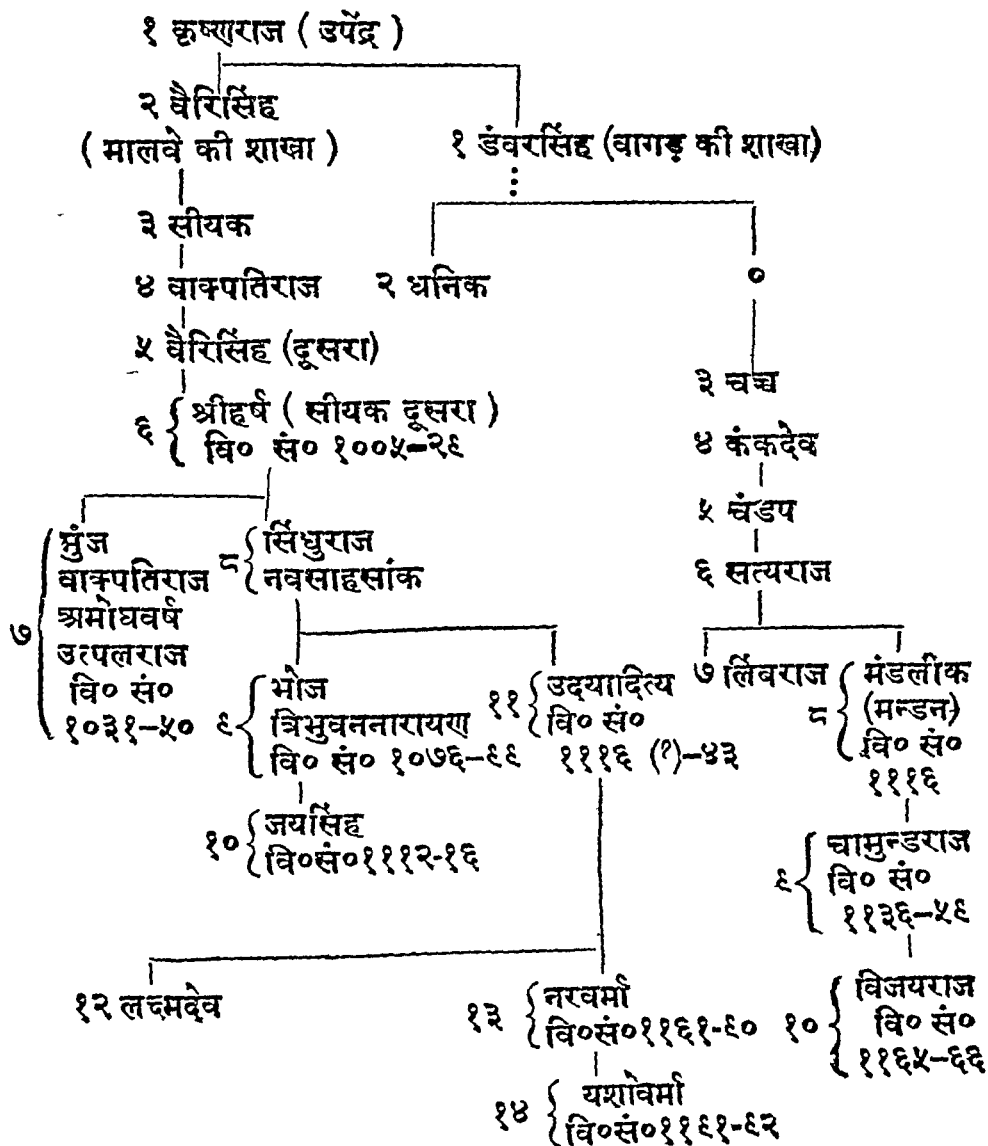 १ कृष्णराज ( उपेंद्र )
२ वैरिसिंह
( मालवे की शाखा )
१ डंवरसिंह (वागड़ की शाखा)
३ सीयक
४ वाक्पतिराज
२ धनिक
०
५ वैरिसिंह (दूसरा)
३ चच्च
६ श्रीहर्ष ( सीयक दूसरा )
वि० सं० १००५–२९
४ कंकदेव
५ चंडप
६ सत्यराज
७
मुंज
वाक्पतिराज
अमोघवर्ष
उत्पलराज
वि० सं०
१०३१–५०
८
सिंधुराज
नवसाहसांक
९
भोज
त्रिभुवननारायण
वि० सं० १०७६–९९
११
उदयादित्य
वि० सं०
१११६ (?)–४३
७ लिंवराज
८
मंडलीक
(मन्डन)
वि० सं०
१११६
१०
जयसिंह
वि०सं०१११२-१६
९
चामुन्डराज
वि० सं०
११३६–५९
१२ लक्ष्मदेव
१३
नरवर्मा
वि०सं०११६१-९०
१०
विजयराज
वि० सं०
११६५–६६
१४
यशोवर्मा
वि०सं०११९१-९२